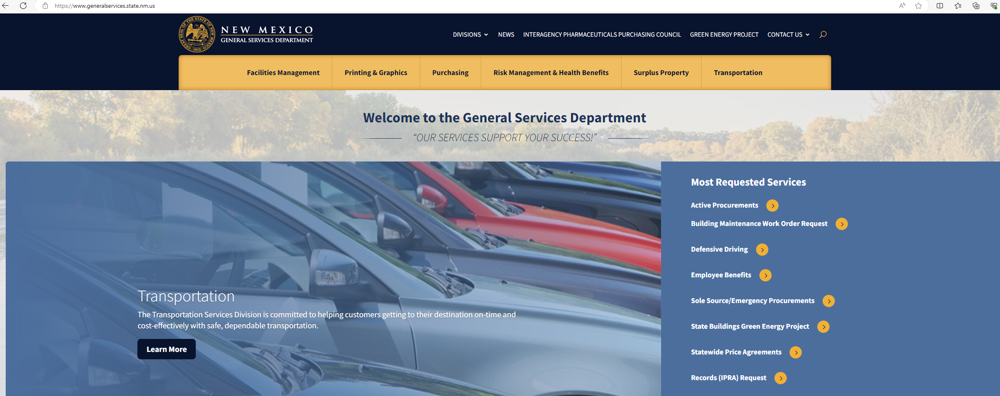 https://www.generalservices.state.nm.us
GREAT SEAL OF THE STATE OF NEW MEXICO
1912
NEW MEXICO
GENERAL SERVICES DEPARTMENT
DIVISIONS
NEWS
INTERAGENCY PHARMACEUTICALS PURCHASING COUNCIL
GREEN ENERGY PROJECT
CONTACT US
Facilities Management
Printing & Graphics
Purchasing
Risk Management & Health Benefits
Surplus Property
Transportation
Welcome to the General Services Department
“OUR SERVICES SUPPORT YOUR SUCCESS!”
Transportation
The Transportation Services Division is committed to helping customers getting to their destination on-time and
cost-effectively with safe, dependable transportation.
Learn More
Most Requested Services
Active Procurements
Building Maintenance Work Order Request
Defensive Driving
Employee Benefits
Sole Source/Emergency Procurements
State Buildings Green Energy Project
Statewide Price Agreements
Records (IPRA) Request